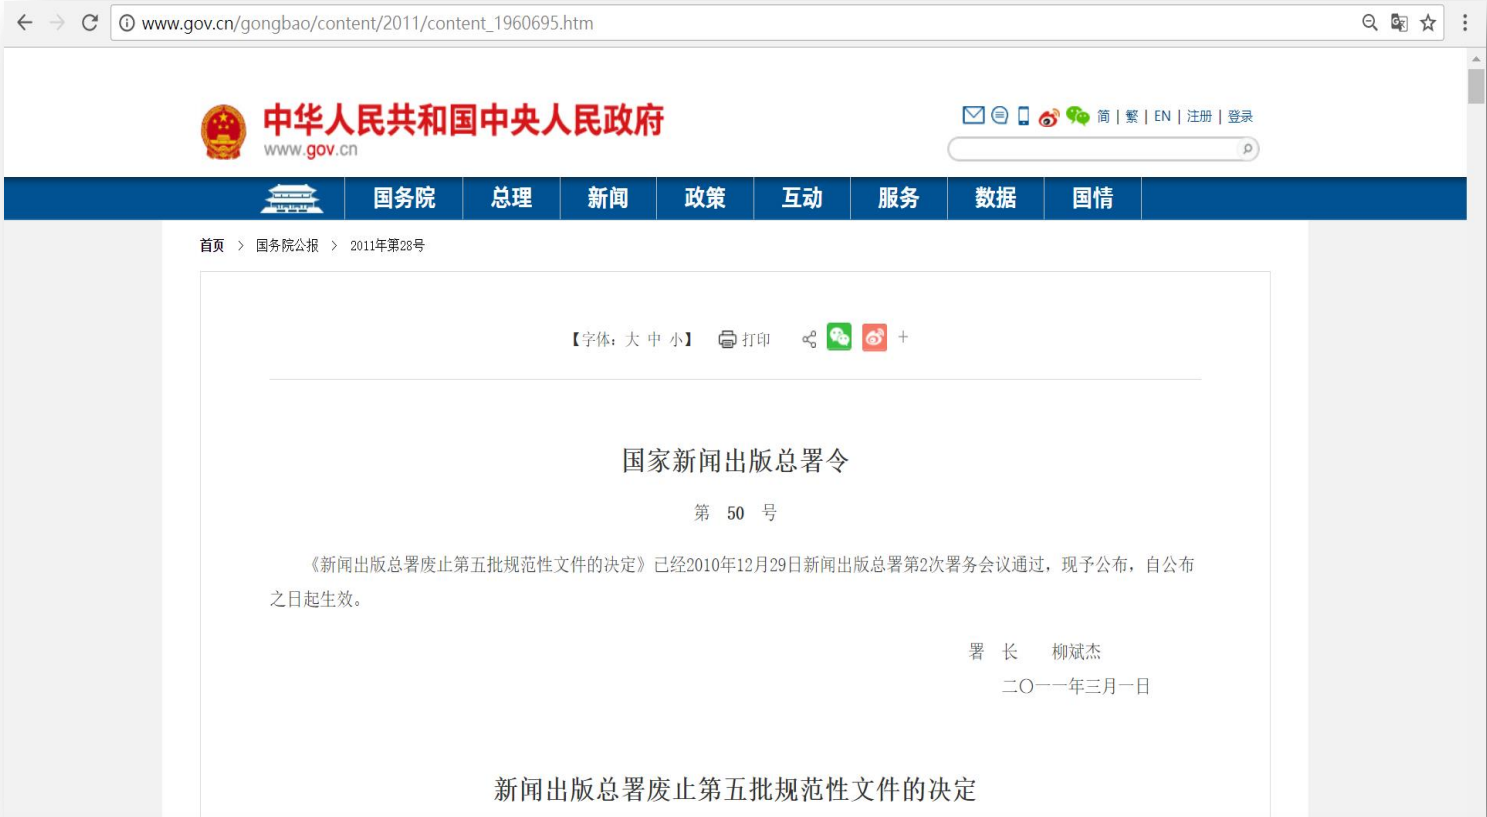 www.gov.cn/gongbao/content/2011/content_1960695.htm
中华人民共和国中央人民政府
www.gov.cn
简 | 繁 | EN | 注册 | 登录
国务院 总理 新闻 政策 互动 服务 数据 国情
首页 > 国务院公报 > 2011年第28号
【字体：大 中 小】 打印 +
国家新闻出版总署令
第 50 号
《新闻出版总署废止第五批规范性文件的决定》已经2010年12月29日新闻出版总署第2次署务会议通过，现予公布，自公布
之日起生效。
署 长 柳斌杰
二〇一一年三月一日
新闻出版总署废止第五批规范性文件的决定